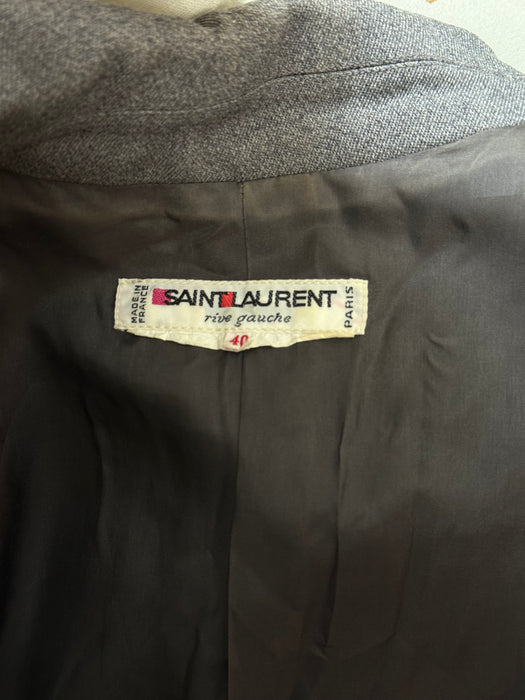 MADE IN
FRANCE
SAINT LAURENT
rive gauche
PARIS
40